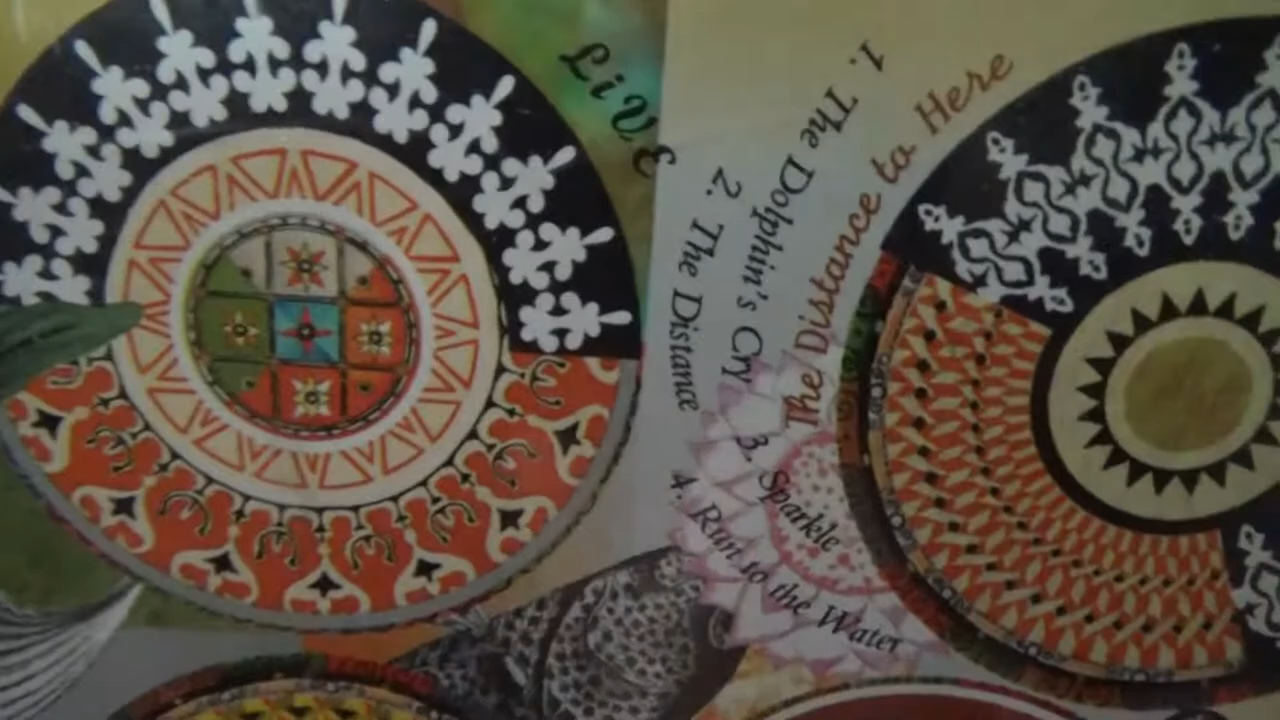 LiVE
The Distance to Here
1. The Dolphin's Cry
2. The Distance
3. Sparkle
4. Run to the Water